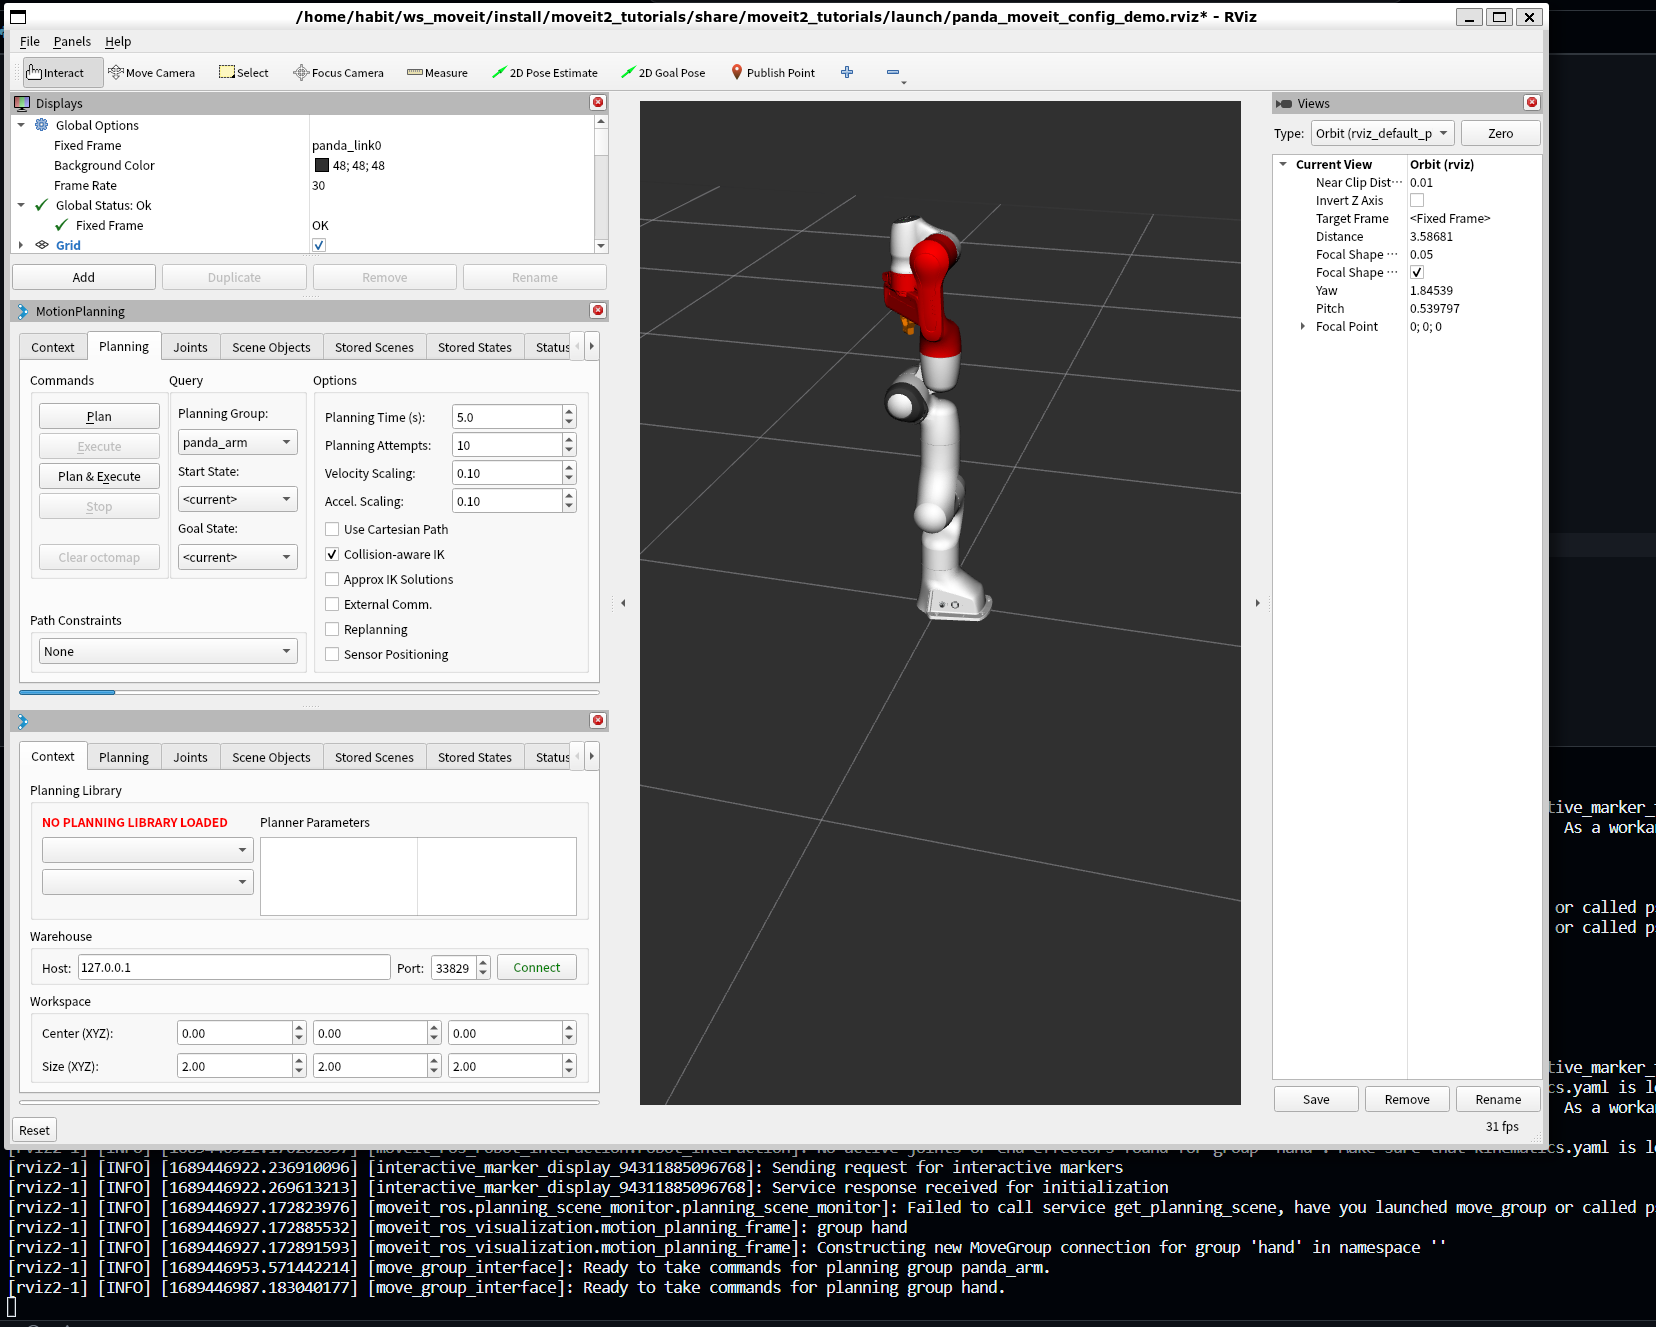 /home/habit/ws_moveit/install/moveit2_tutorials/share/moveit2_tutorials/launch/panda_moveit_config_demo.rviz* - RViz
File Panels Help
Interact Move Camera Select Focus Camera Measure 2D Pose Estimate 2D Goal Pose Publish Point
Displays
Global Options
Fixed Frame panda_link0
Background Color 48; 48; 48
Frame Rate 30
Global Status: Ok
Fixed Frame OK
Grid
Add Duplicate Remove Rename
MotionPlanning
Context Planning Joints Scene Objects Stored Scenes Stored States Status
Commands Query Options
Plan
Execute
Plan & Execute
Stop
Clear octomap
Planning Group:
panda_arm
Start State:
<current>
Goal State:
<current>
Path Constraints
None
Planning Time (s): 5.0
Planning Attempts: 10
Velocity Scaling: 0.10
Accel. Scaling: 0.10
Use Cartesian Path
Collision-aware IK
Approx IK Solutions
External Comm.
Replanning
Sensor Positioning
Context Planning Joints Scene Objects Stored Scenes Stored States Status
Planning Library
NO PLANNING LIBRARY LOADED Planner Parameters
Warehouse
Host: 127.0.0.1 Port: 33829 Connect
Workspace
Center (XYZ): 0.00 0.00 0.00
Size (XYZ): 2.00 2.00 2.00
Reset
Views
Type: Orbit (rviz_default_p Zero
Current View Orbit (rviz)
Near Clip Dist… 0.01
Invert Z Axis
Target Frame <Fixed Frame>
Distance 3.58681
Focal Shape … 0.05
Focal Shape …
Yaw 1.84539
Pitch 0.539797
Focal Point 0; 0; 0
Save Remove Rename
31 fps
tive_marker_
As a worka
or called p
or called p
tive_marker_
cs.yaml is l
As a worka
cs.yaml is l
[rviz2-1] [INFO] [1689446922.236910096] [interactive_marker_display_94311885096768]: Sending request for interactive markers
[rviz2-1] [INFO] [1689446922.269613213] [interactive_marker_display_94311885096768]: Service response received for initialization
[rviz2-1] [INFO] [1689446927.172823976] [moveit_ros.planning_scene_monitor.planning_scene_monitor]: Failed to call service get_planning_scene, have you launched move_group or called p
[rviz2-1] [INFO] [1689446927.172885532] [moveit_ros_visualization.motion_planning_frame]: group hand
[rviz2-1] [INFO] [1689446927.172891593] [moveit_ros_visualization.motion_planning_frame]: Constructing new MoveGroup connection for group 'hand' in namespace ''
[rviz2-1] [INFO] [1689446953.571442214] [move_group_interface]: Ready to take commands for planning group panda_arm.
[rviz2-1] [INFO] [1689446987.183040177] [move_group_interface]: Ready to take commands for planning group hand.